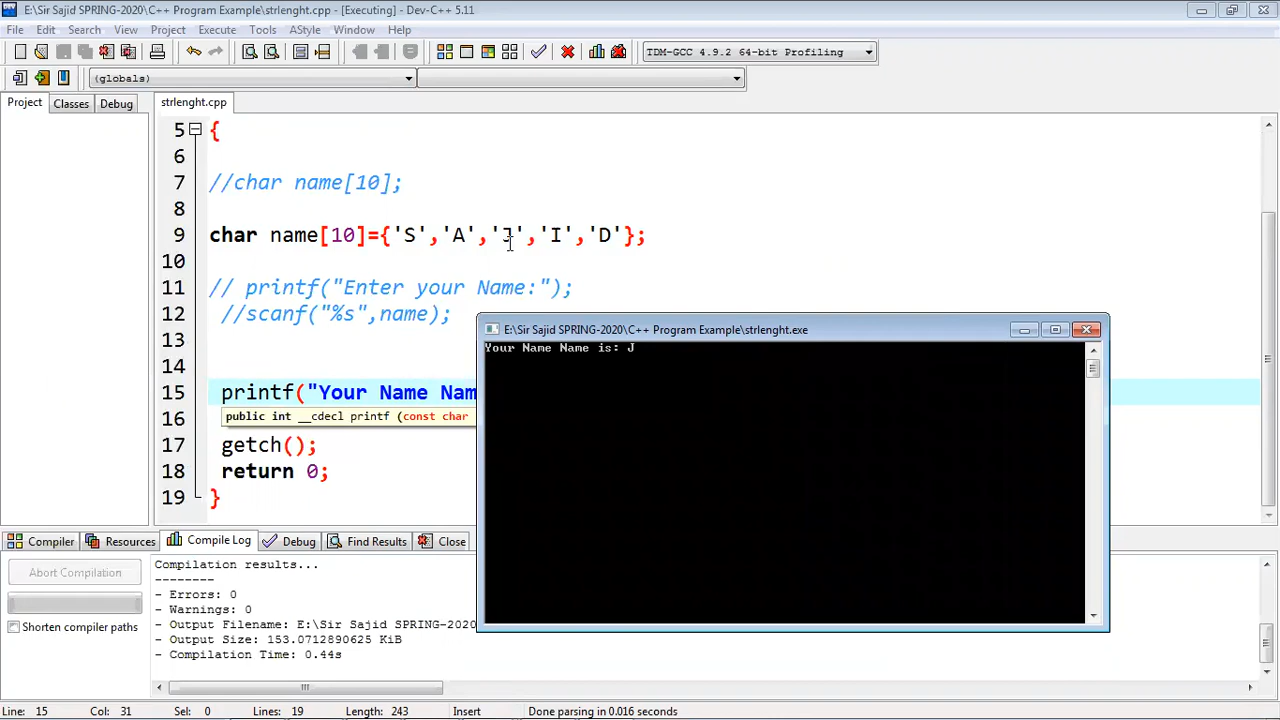 E:\Sir Sajid SPRING-2020\C++ Program Example\strlenght.cpp - [Executing] - Dev-C++ 5.11
File Edit Search View Project Execute Tools AStyle Window Help
TDM-GCC 4.9.2 64-bit Profiling
(globals)
Project Classes Debug
strlenght.cpp
5 {
6
7 //char name[10];
8
9 char name[10]={'S','A','J','I','D'};
10
11 // printf("Enter your Name:");
12 //scanf("%s",name);
13
14
15 printf("Your Name Nam
16 public int __cdecl printf (const char
17 getch();
18 return 0;
19 }
E:\Sir Sajid SPRING-2020\C++ Program Example\strlenght.exe
Your Name Name is: J
Compiler Resources Compile Log Debug Find Results Close
Abort Compilation
Shorten compiler paths
Compilation results...
--------
- Errors: 0
- Warnings: 0
- Output Filename: E:\Sir Sajid SPRING-2020
- Output Size: 153.0712890625 KiB
- Compilation Time: 0.44s
Line: 15 Col: 31 Sel: 0 Lines: 19 Length: 243 Insert Done parsing in 0.016 seconds